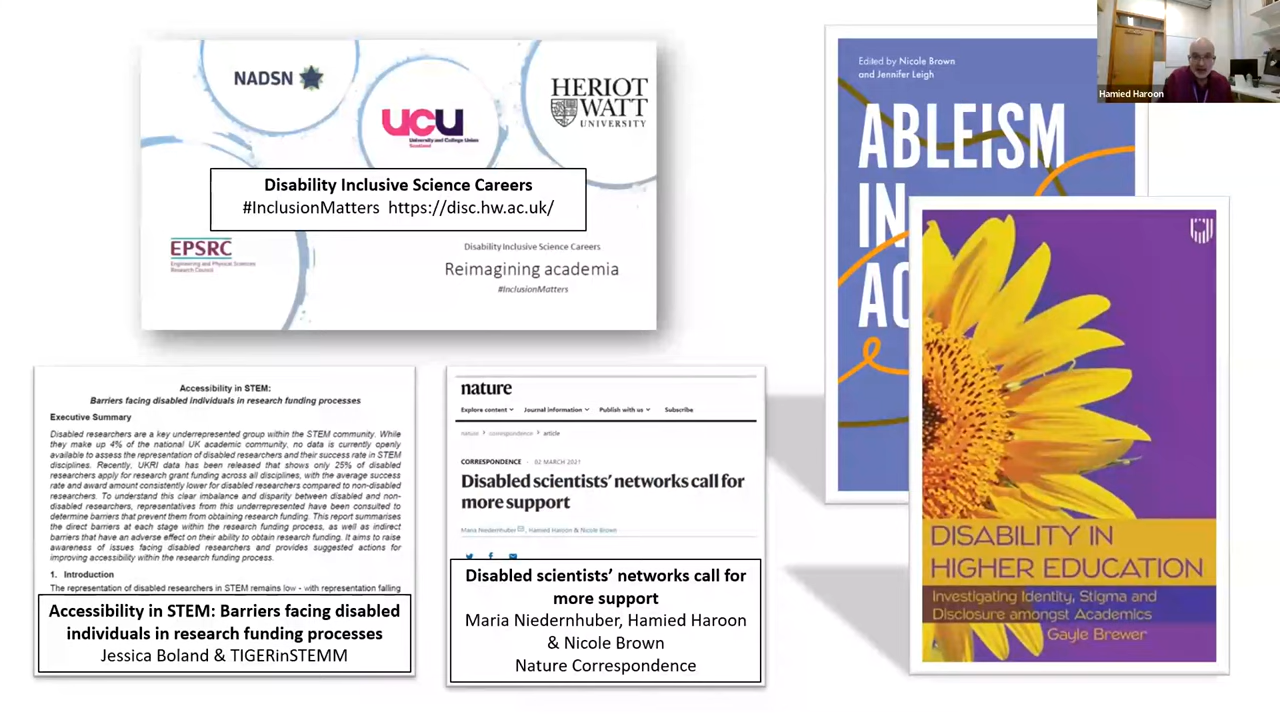 NADSN
ucu
University and College Union
Scotland
HERIOT
WATT
UNIVERSITY
Disability Inclusive Science Careers
#InclusionMatters https://disc.hw.ac.uk/
EPSRC
Engineering and Physical Sciences
Research Council
Disability Inclusive Science Careers
Reimagining academia
#InclusionMatters
Accessibility in STEM:
Barriers facing disabled individuals in research funding processes
Executive Summary
Disabled researchers are a key underrepresented group within the STEM community. While
they make up 4% of the national UK academic community, no data is currently openly
available to assess the representation of disabled researchers and their success rate in STEM
disciplines. Recently, UKRI data has been released that shows only 25% of disabled
researchers apply for research grant funding across all disciplines, with the average success
rate and award amount consistently lower for disabled researchers compared to non-disabled
researchers. To understand this clear imbalance and disparity between disabled and non-
disabled researchers, representatives from this underrepresented have been consulted to
determine barriers that prevent them from obtaining research funding. This report summarises
the direct barriers at each stage within the research funding process, as well as indirect
barriers that have an adverse effect on their ability to obtain research funding. It aims to raise
awareness of issues facing disabled researchers and provides suggested actions for
improving accessibility within the research funding process.
1. Introduction
The representation of disabled researchers in STEM remains low - with representation falling
Accessibility in STEM: Barriers facing disabled
individuals in research funding processes
Jessica Boland & TIGERinSTEMM
nature
Explore content Journal information Publish with us Subscribe
nature > correspondence > article
CORRESPONDENCE · 02 MARCH 2021
Disabled scientists' networks call for
more support
Maria Niedernhuber, Hamied Haroon & Nicole Brown
Disabled scientists' networks call for
more support
Maria Niedernhuber, Hamied Haroon
& Nicole Brown
Nature Correspondence
Edited by Nicole Brown
and Jennifer Leigh
ABLEISM
IN
AC
DISABILITY IN
HIGHER EDUCATION
Investigating Identity, Stigma and
Disclosure amongst Academics
Gayle Brewer
Hamied Haroon